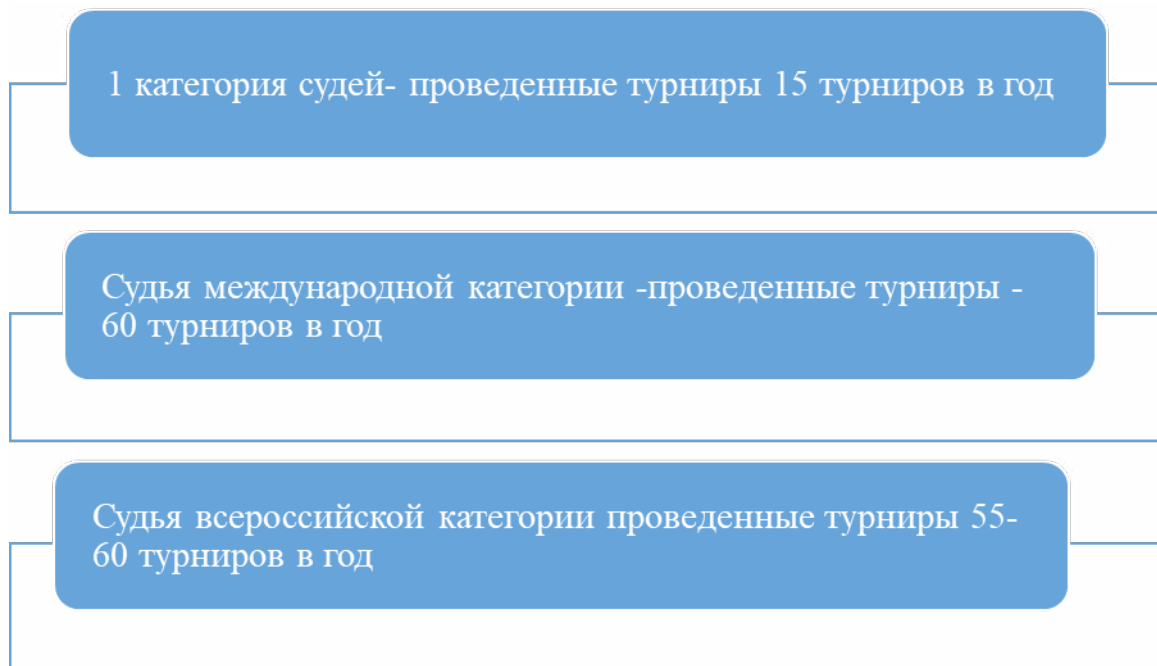 1 категория судей- проведенные турниры 15 турниров в год
Судья международной категории -проведенные турниры -
60 турниров в год
Судья всероссийской категории проведенные турниры 55-
60 турниров в год